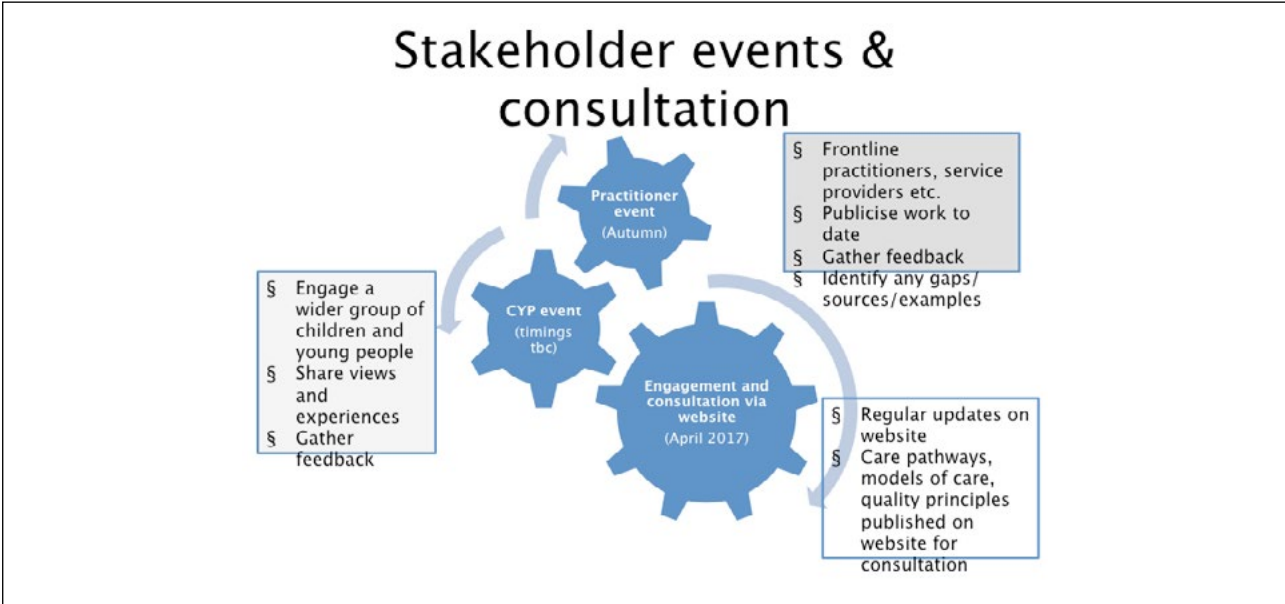 Stakeholder events &
consultation
Practitioner
event
(Autumn)
§ Frontline
practitioners, service
providers etc.
§ Publicise work to
date
§ Gather feedback
§ Identify any gaps/
sources/examples
CYP event
(timings
tbc)
§ Engage a
wider group of
children and
young people
§ Share views
and
experiences
§ Gather
feedback
Engagement and
consultation via
website
(April 2017)
§ Regular updates on
website
§ Care pathways,
models of care,
quality principles
published on
website for
consultation